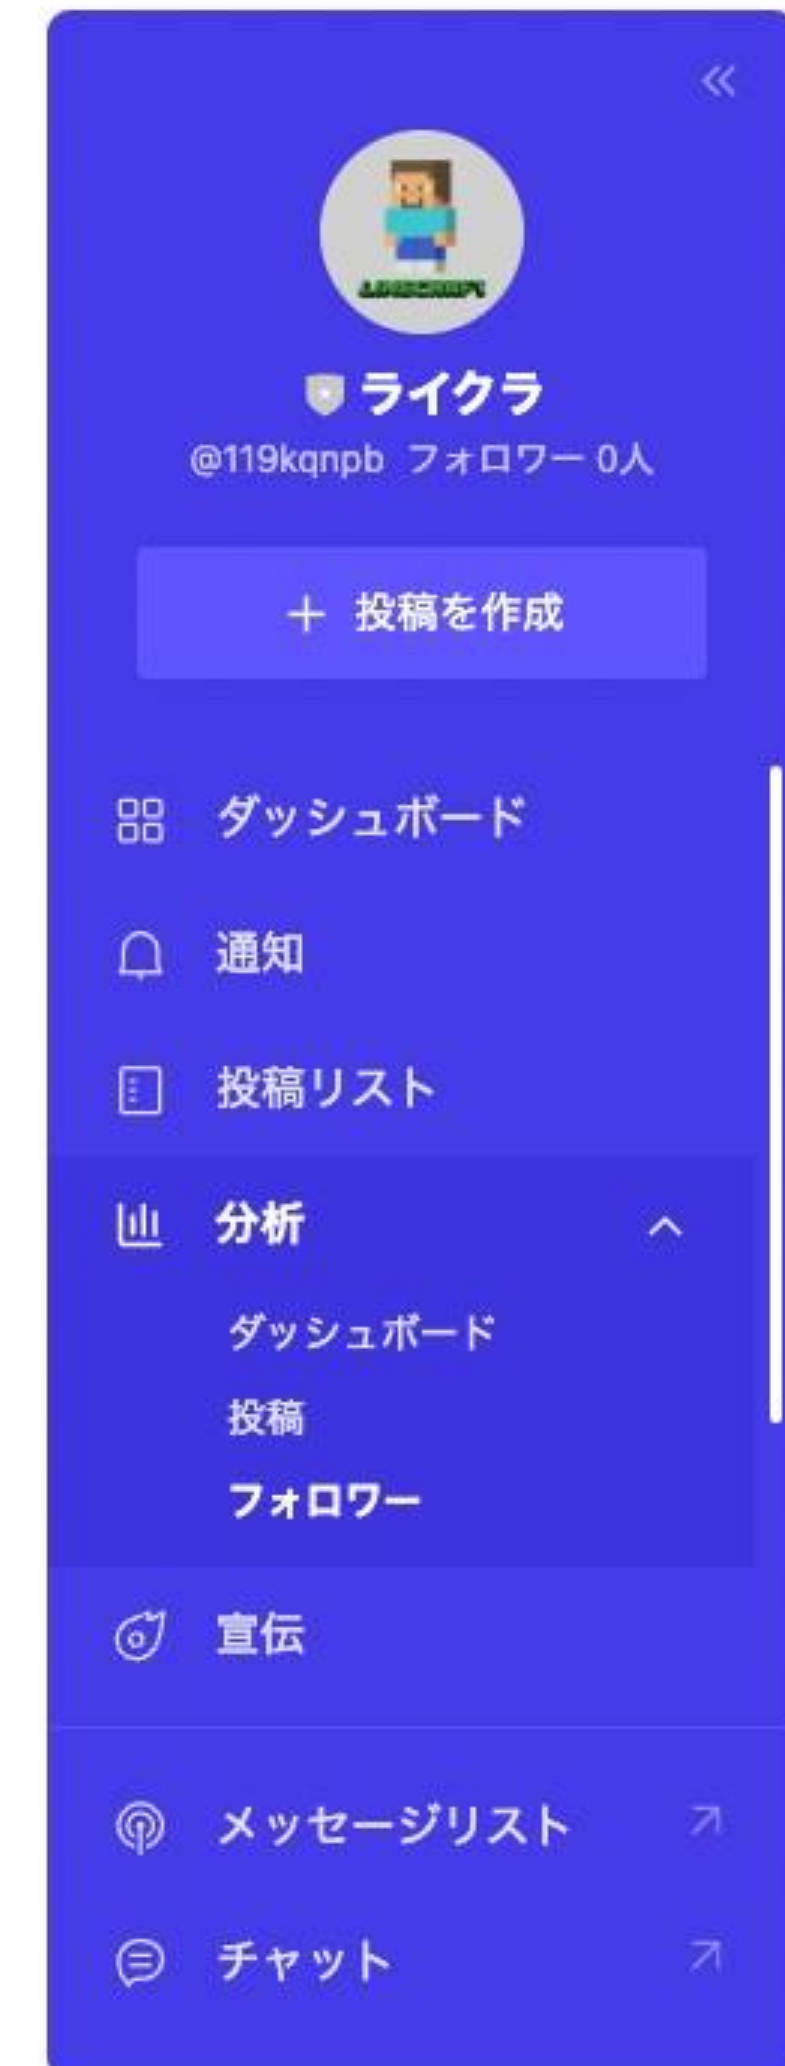 ライクラ
@119kqnpb フォロワー 0人
投稿を作成
ダッシュボード
通知
投稿リスト
分析
ダッシュボード
投稿
フォロワー
宣伝
メッセージリスト
チャット